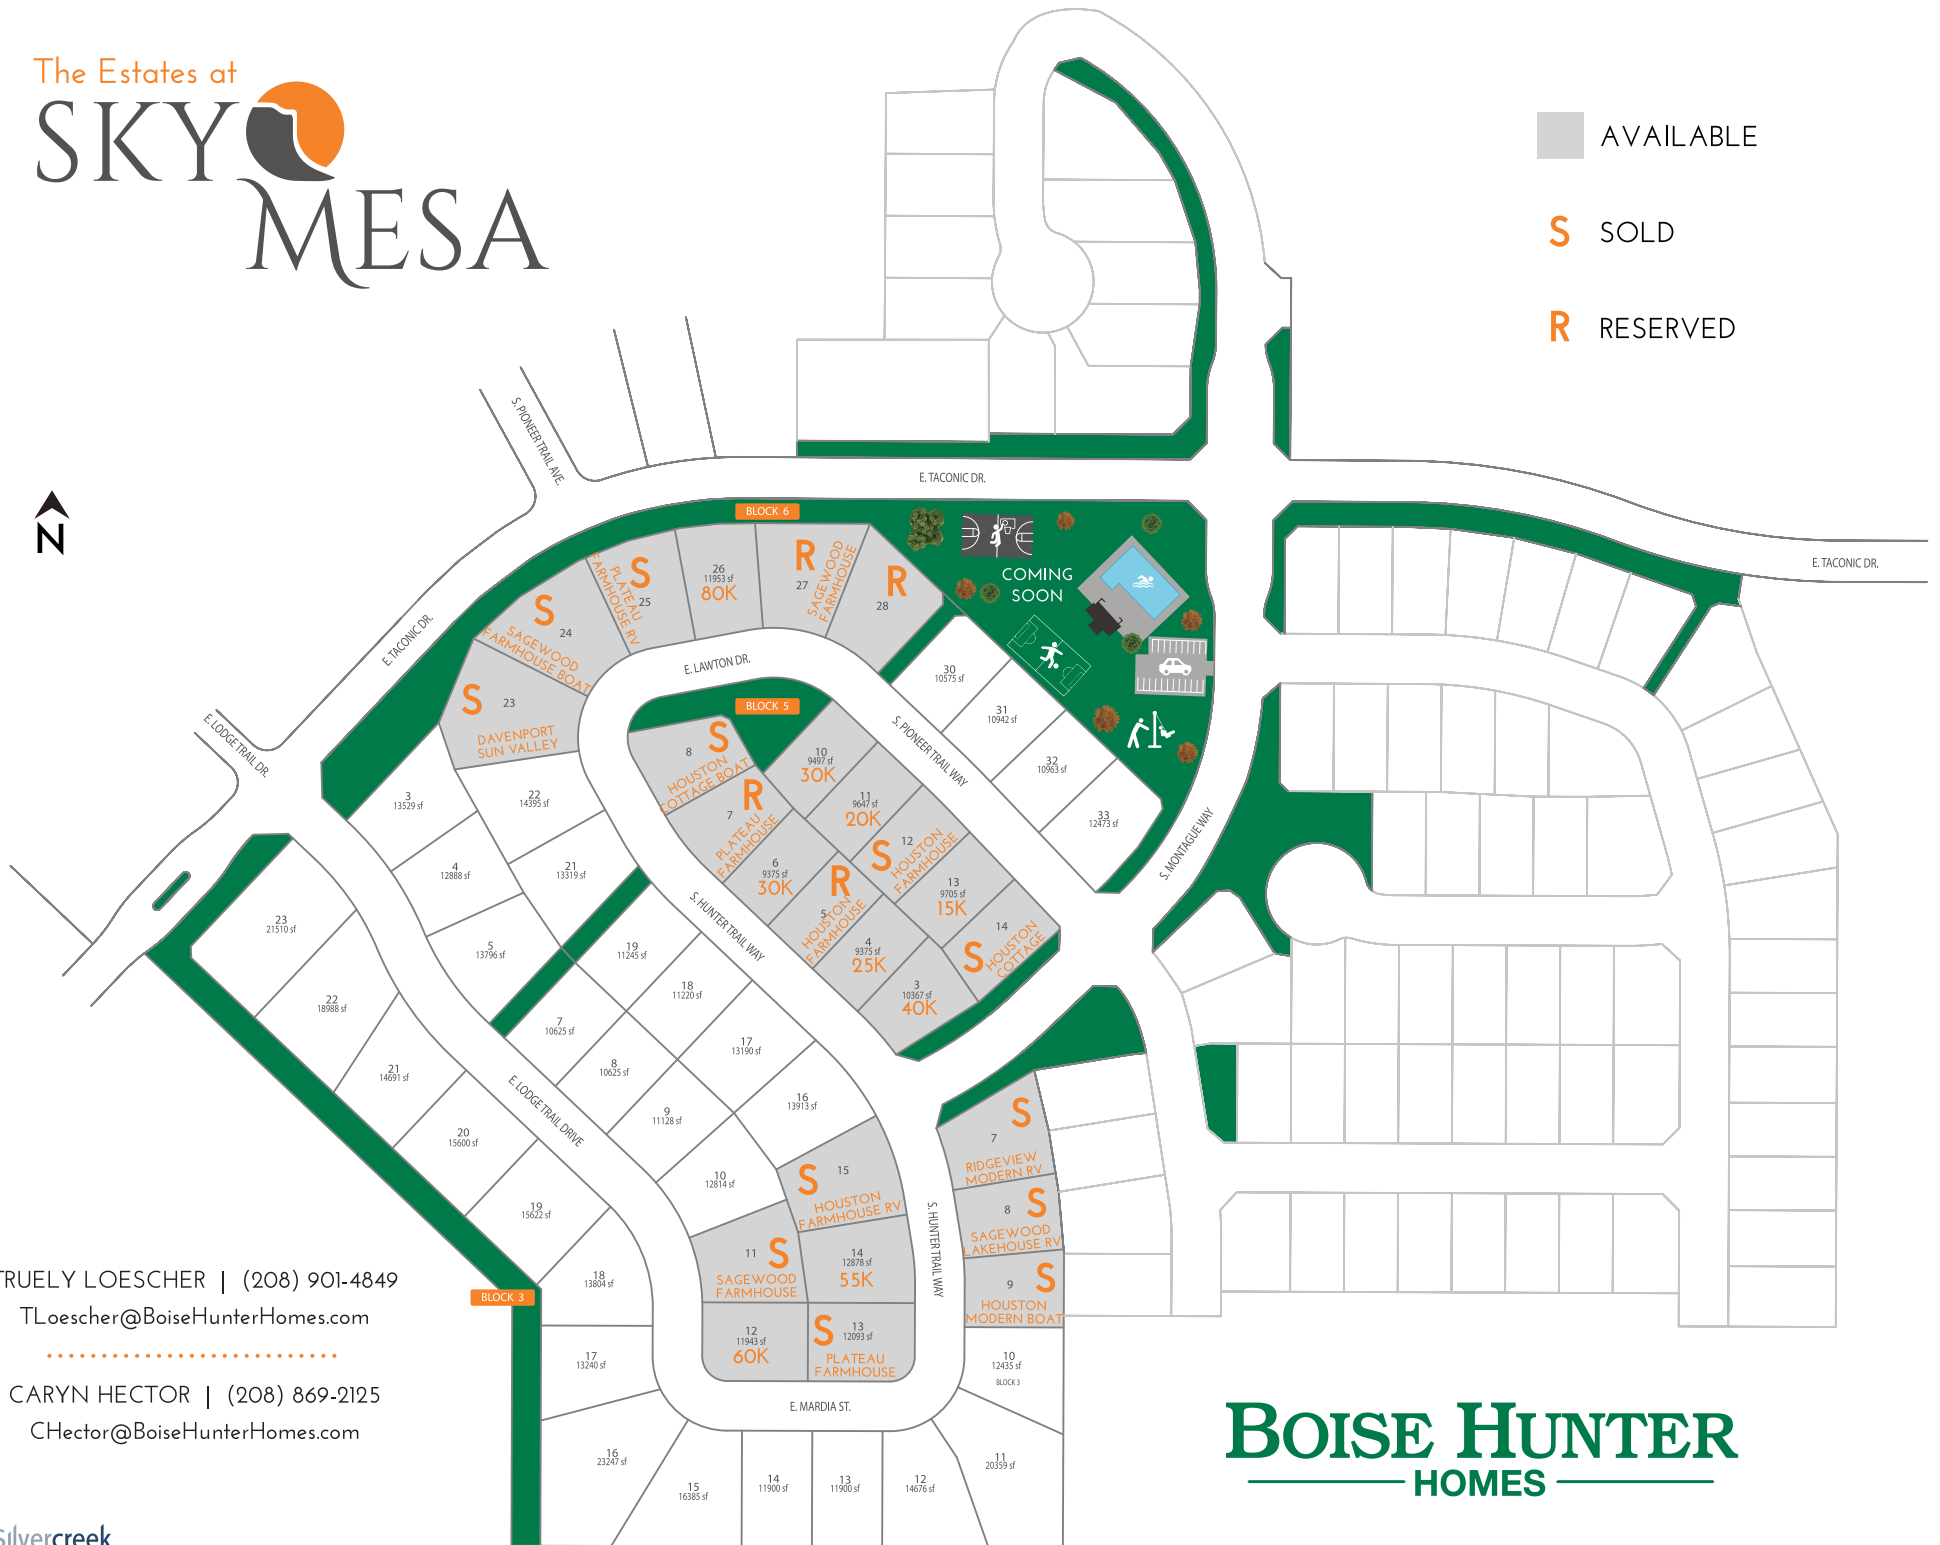 The Estates at
SKY
MESA
AVAILABLE
S SOLD
R RESERVED
N
S. PIONEER TRAIL AVE.
E. TACONIC DR.
E. TACONIC DR.
E. TACONIC DR.
E. LODGE TRAIL DR.
BLOCK 6
COMING
SOON
S
23
DAVENPORT
SUN VALLEY
S
24
SAGEWOOD
FARMHOUSE BOAT
S
25
PLATEAU
FARMHOUSE RV
26
11953 sf
80K
R
27
SAGEWOOD
FARMHOUSE
R
28
E. LAWTON DR.
S. PIONEER TRAIL WAY
S. MONTAGUE WAY
30
10575 sf
31
10942 sf
32
10963 sf
33
12473 sf
BLOCK 5
8
S
HOUSTON
COTTAGE BOAT
7
R
PLATEAU
FARMHOUSE
6
9375 sf
30K
5
R
HOUSTON
FARMHOUSE
4
9375 sf
25K
3
10367 sf
40K
10
9497 sf
30K
11
9647 sf
20K
12
S
HOUSTON
FARMHOUSE
13
9705 sf
15K
14
S
HOUSTON
COTTAGE
S. HUNTER TRAIL WAY
3
13529 sf
4
12888 sf
5
13796 sf
22
14395 sf
21
13319 sf
19
11245 sf
18
11220 sf
17
13190 sf
16
13913 sf
7
10625 sf
8
10625 sf
9
11128 sf
10
12814 sf
S
15
HOUSTON
FARMHOUSE RV
11
S
SAGEWOOD
FARMHOUSE
14
12878 sf
55K
12
11943 sf
60K
S
13
12093 sf
PLATEAU
FARMHOUSE
E. LODGE TRAIL DRIVE
S. HUNTER TRAIL WAY
E. MARDIA ST.
S
7
RIDGEVIEW
MODERN RV
8
S
SAGEWOOD
LAKEHOUSE RV
9
S
HOUSTON
MODERN BOAT
10
12435 sf
BLOCK 3
11
20359 sf
12
14676 sf
13
11900 sf
14
11900 sf
15
16385 sf
16
23247 sf
17
13240 sf
18
13804 sf
19
15622 sf
20
15600 sf
21
14691 sf
22
18988 sf
23
21510 sf
BLOCK 3
TRUELY LOESCHER | (208) 901-4849
TLoescher@BoiseHunterHomes.com
CARYN HECTOR | (208) 869-2125
CHector@BoiseHunterHomes.com
silvercreek
BOISE HUNTER
HOMES